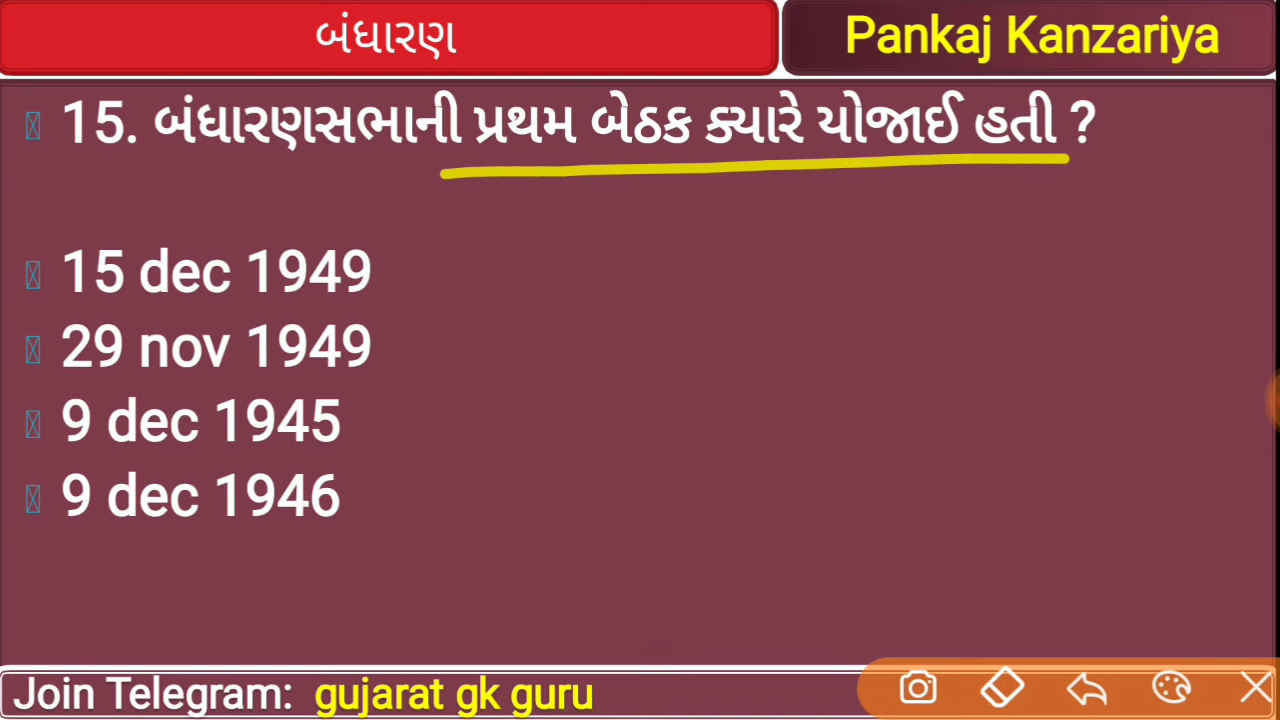 બંધારણ
Pankaj Kanzariya
15. બંધારણસભાની પ્રથમ બેઠક ક્યારે યોજાઈ હતી ?
15 dec 1949
29 nov 1949
9 dec 1945
9 dec 1946
Join Telegram: gujarat gk guru